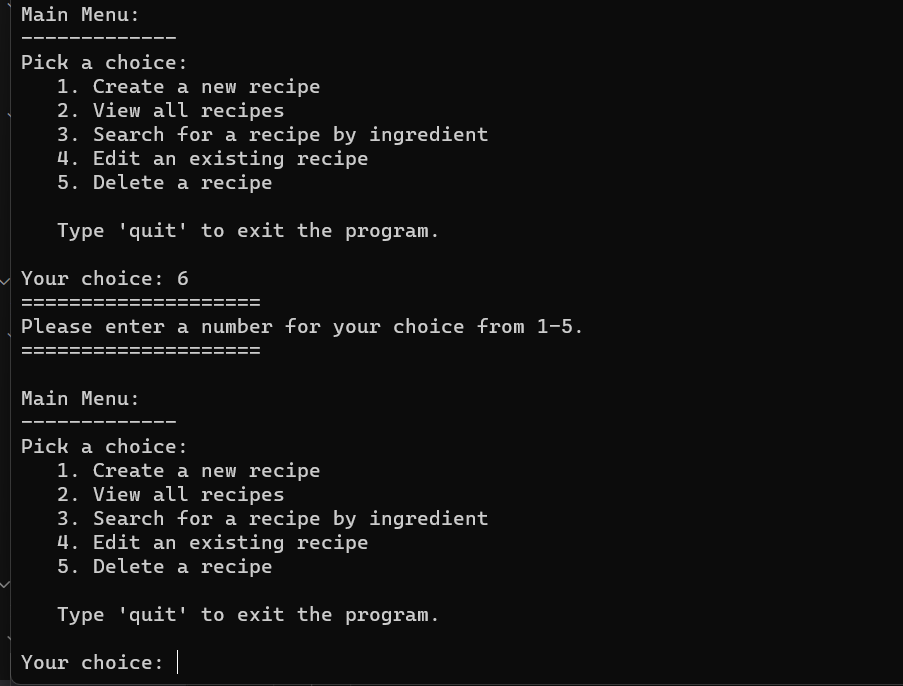 Main Menu:
-------------
Pick a choice:
   1. Create a new recipe
   2. View all recipes
   3. Search for a recipe by ingredient
   4. Edit an existing recipe
   5. Delete a recipe

   Type 'quit' to exit the program.

Your choice: 6
====================
Please enter a number for your choice from 1-5.
====================

Main Menu:
-------------
Pick a choice:
   1. Create a new recipe
   2. View all recipes
   3. Search for a recipe by ingredient
   4. Edit an existing recipe
   5. Delete a recipe

   Type 'quit' to exit the program.

Your choice: